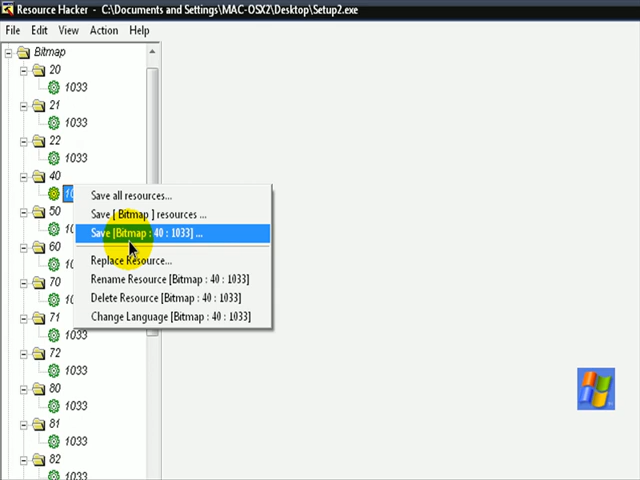 Resource Hacker - C:\Documents and Settings\MAC-OSX2\Desktop\Setup2.exe
File Edit View Action Help
Bitmap
20
1033
21
1033
22
1033
40
50
60
70
71
1033
72
1033
80
1033
81
1033
82
1033
Save all resources...
Save [ Bitmap ] resources ...
Save [Bitmap : 40 : 1033] ...
Replace Resource...
Rename Resource [Bitmap : 40 : 1033]
Delete Resource [Bitmap : 40 : 1033]
Change Language [Bitmap : 40 : 1033]